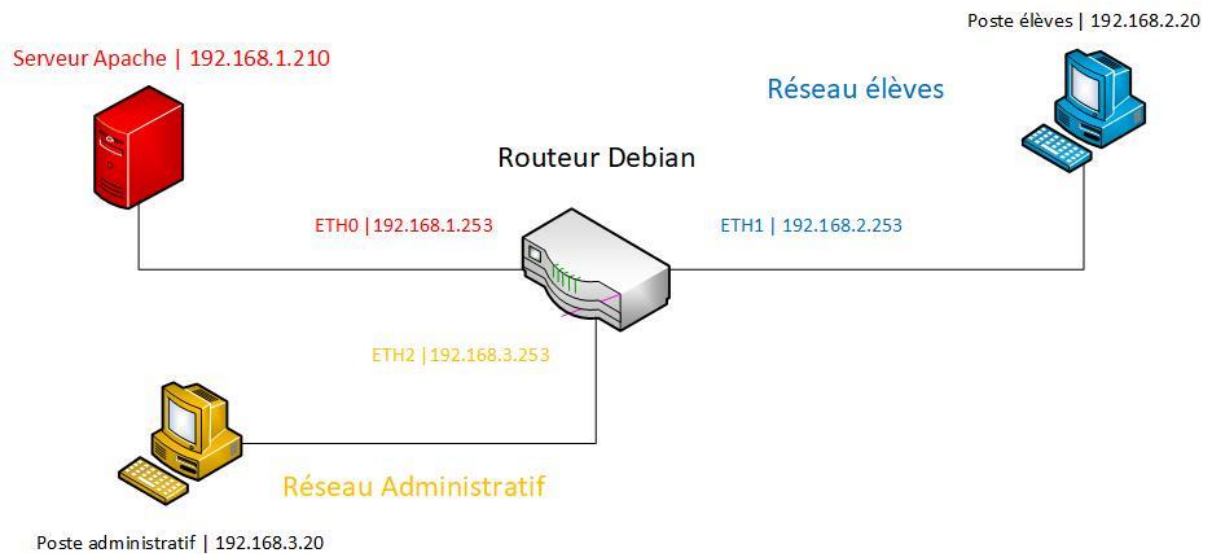 Poste élèves | 192.168.2.20
Serveur Apache | 192.168.1.210
Réseau élèves
Routeur Debian
ETH0 |192.168.1.253
ETH1 | 192.168.2.253
ETH2 |192.168.3.253
Réseau Administratif
Poste administratif | 192.168.3.20